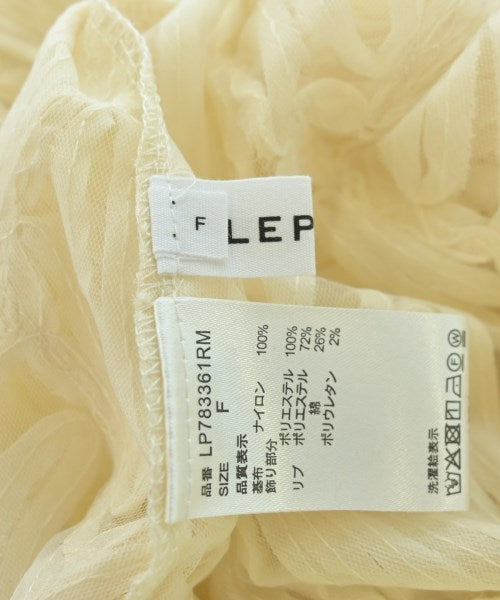 F
LEP
品番 LP783361RM
SIZE F
品質表示
基布 ナイロン 100%
飾り部分
ポリエステル 100%
リブ ポリエステル 72%
綿 26%
ポリウレタン 2%
洗濯絵表示